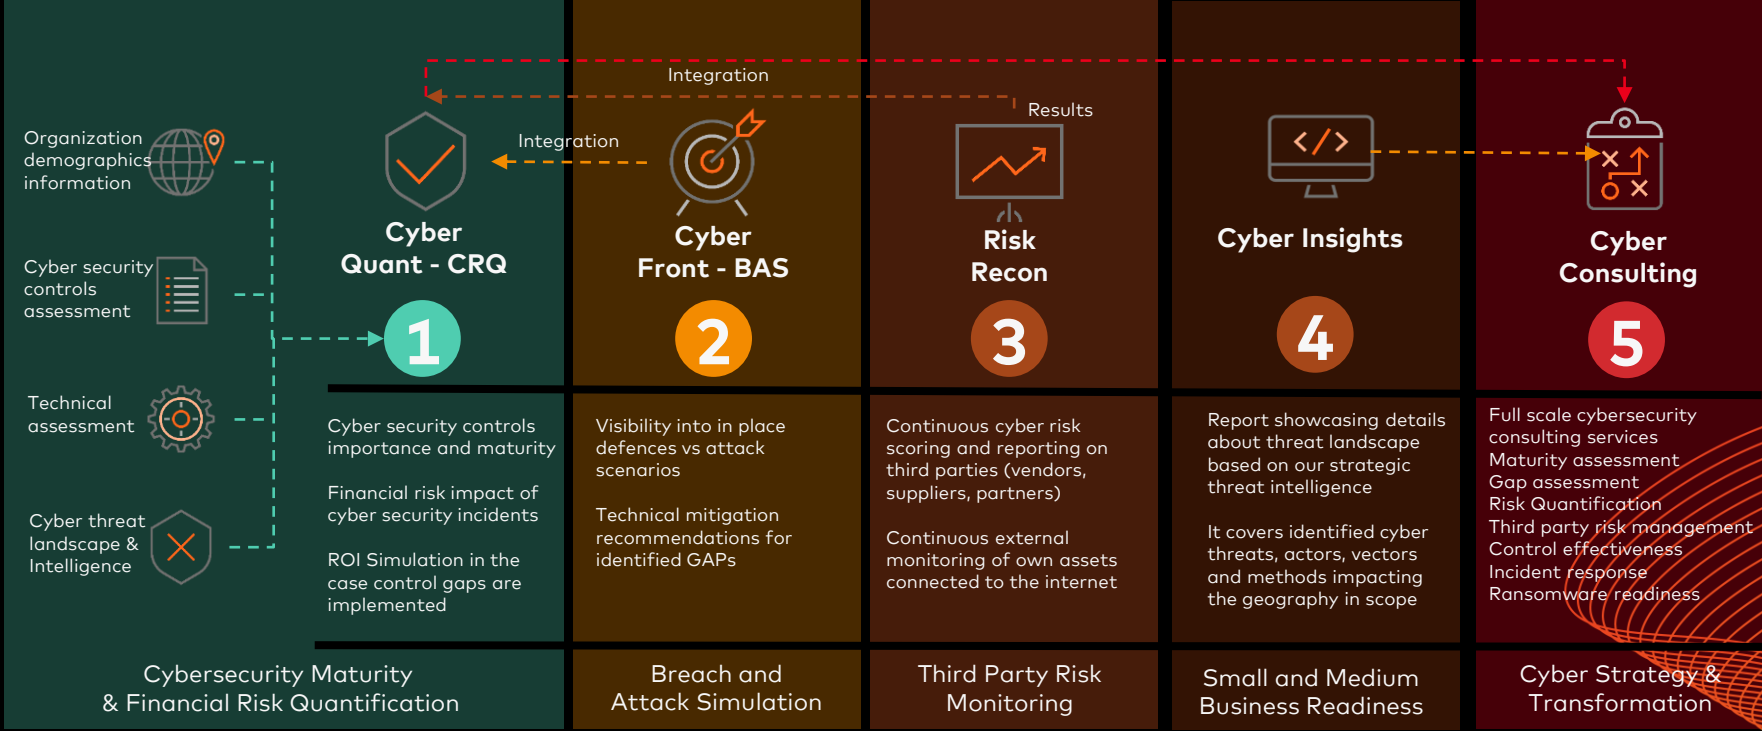 Organization
demographics
information
Cyber security
controls
assessment
Technical
assessment
Cyber threat
landscape &
Intelligence
Integration
Integration
Results
Cyber
Quant - CRQ
1
Cyber security controls
importance and maturity
Financial risk impact of
cyber security incidents
ROI Simulation in the
case control gaps are
implemented
Cybersecurity Maturity
& Financial Risk Quantification
Cyber
Front - BAS
2
Visibility into in place
defences vs attack
scenarios
Technical mitigation
recommendations for
identified GAPs
Breach and
Attack Simulation
Risk
Recon
3
Continuous cyber risk
scoring and reporting on
third parties (vendors,
suppliers, partners)
Continuous external
monitoring of own assets
connected to the internet
Third Party Risk
Monitoring
</>
Cyber Insights
4
Report showcasing details
about threat landscape
based on our strategic
threat intelligence
It covers identified cyber
threats, actors, vectors
and methods impacting
the geography in scope
Small and Medium
Business Readiness
Cyber
Consulting
5
Full scale cybersecurity
consulting services
Maturity assessment
Gap assessment
Risk Quantification
Third party risk management
Control effectiveness
Incident response
Ransomware readiness
Cyber Strategy &
Transformation